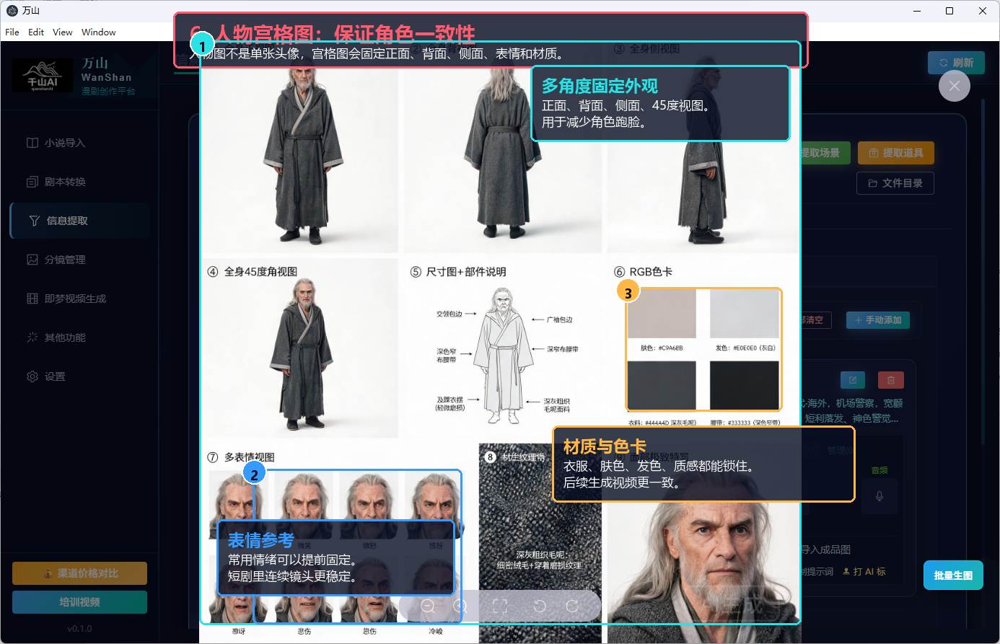 万山
File Edit View Window
千山AI
qianshanAI
万山
WanShan
漫剧创作平台
小说导入
剧本转换
信息提取
分镜管理
即梦视频生成
其他功能
设置
渠道价格对比
培训视频
v0.1.0
人物宫格图：保证角色一致性
物图不是单张头像，宫格图会固定正面、背面、侧面、表情和材质。
1
③ 全身侧视图
多角度固定外观
正面、背面、侧面、45度视图。
用于减少角色跑脸。
刷新
提取场景
提取道具
文件目录
清空
+ 手动添加
海外，机场警察，宽额
短利落发、神色警觉...
管理
音频
导入成品图
提示词
打 AI 标
批量生图
④ 全身45度角视图
⑤ 尺寸图+部件说明
交领包边
广袖包边
深色窄
布腰带
深窄布腰带
及踝衣摆
(轻微磨损)
深灰粗织
毛呢面料
⑥ RGB色卡
3
肤色：#C9A68B
发色：#E0E0E0 (灰白)
衣料：#444A4D 深灰毛呢)
腰带：#333333 (深色窄带)
材质与色卡
衣服、肤色、发色、质感都能锁住。
后续生成视频更一致。
⑦ 多表情视图
2
表情参考
常用情绪可以提前固定。
短剧里连续镜头更稳定。
微笑
微怒
悲伤
冷峻
8
深灰粗织毛呢：
细密绒毛+穿着磨损纹理
⑨ 面部极致特写